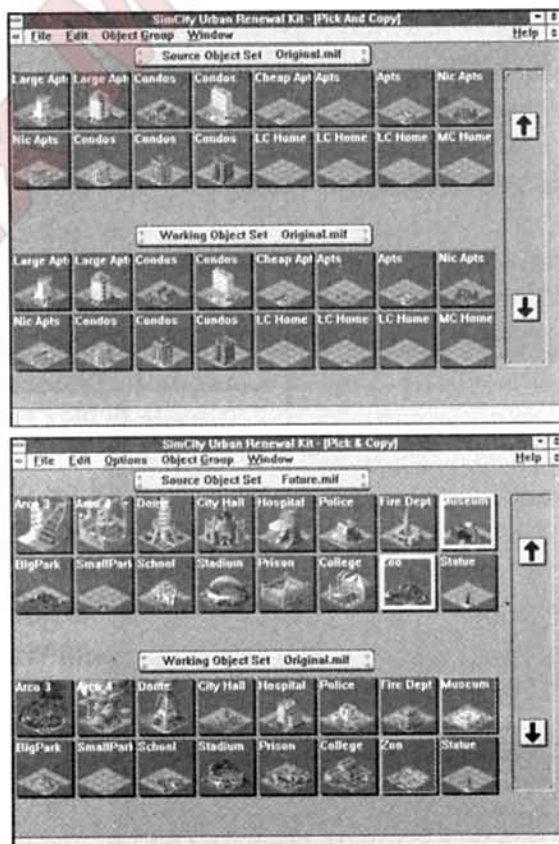 SimCity Urban Renewal Kit - [Pick And Copy]
File Edit Object Group Window Help
Source Object Set Original.mif
Large Apts Large Apt Condos Condos Cheap Apt Apts Apts Nic Apts
Nic Apts Condos Condos Condos LC Home LC Home LC Home MC Home
Working Object Set Original.mif
Large Apt Large Apt Condos Condos Cheap Apt Apts Apts Nic Apts
Nic Apts Condos Condos Condos LC Home LC Home LC Home MC Home
SimCity Urban Renewal Kit - [Pick & Copy]
File Edit Options Object Group Window Help
Source Object Set Future.mif
Arco 3 Arco 4 Dome City Hall Hospital Police Fire Dept Museum
BigPark SmallPark School Stadium Prison College Zoo Statue
Working Object Set Original.mif
Arco 3 Arco 4 Dome City Hall Hospital Police Fire Dept Museum
BigPark SmallPark School Stadium Prison College Zoo Statue